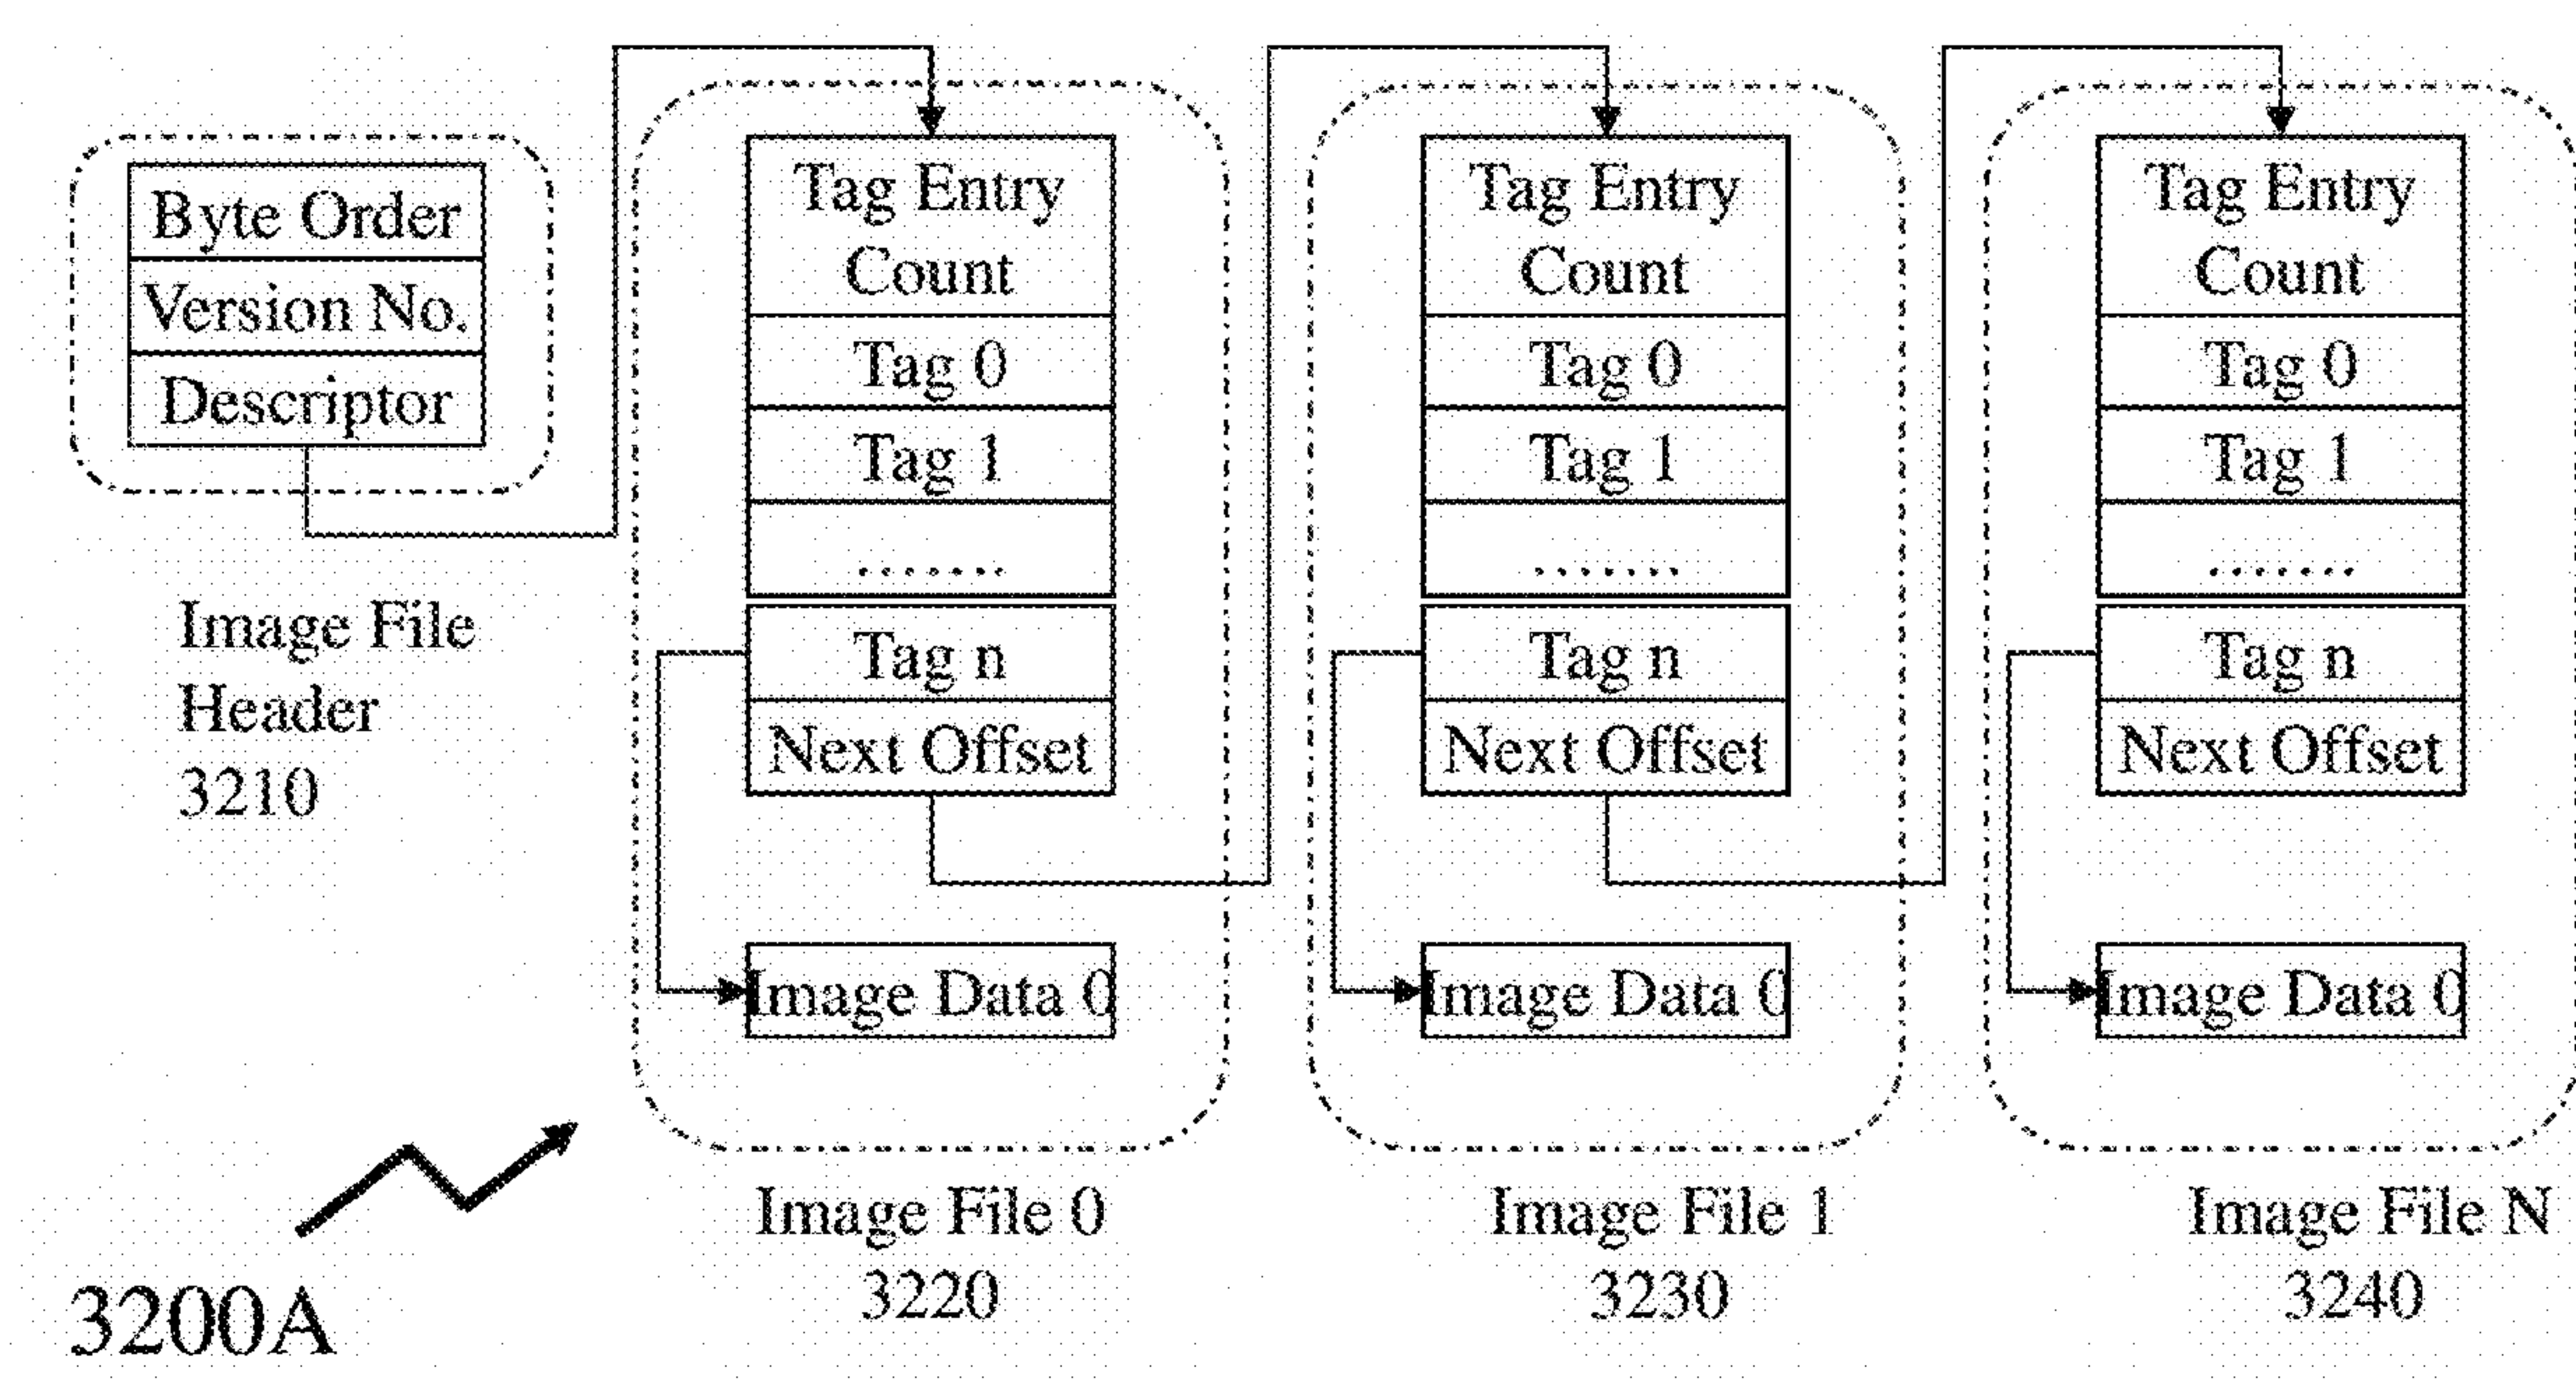 Byte Order
Version No.
Descriptor
Image File
Header
3210
Tag Entry
Count
Tag 0
Tag 1
.......
Tag n
Next Offset
Image Data 0
Image File 0
3220
Tag Entry
Count
Tag 0
Tag 1
.......
Tag n
Next Offset
Image Data 0
Image File 1
3230
Tag Entry
Count
Tag 0
Tag 1
.......
Tag n
Next Offset
Image Data 0
Image File N
3240
3200A